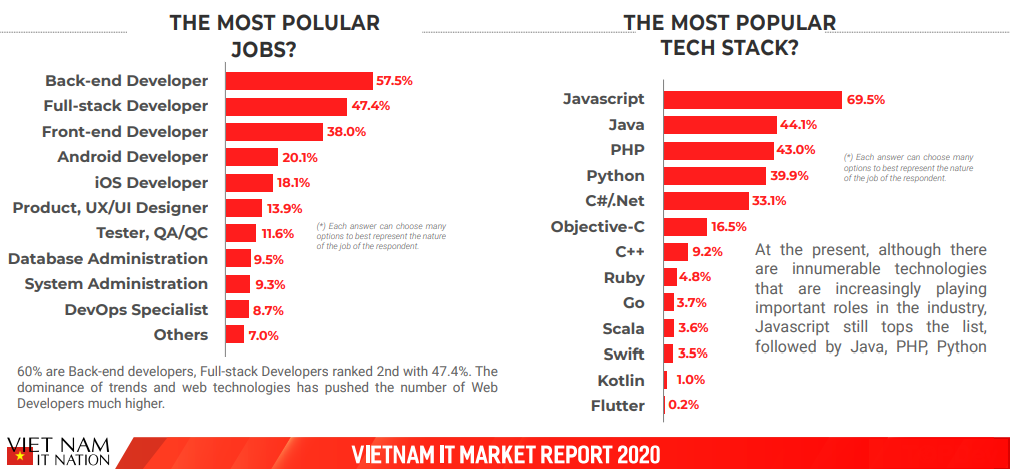 THE MOST POLULAR
JOBS?
Back-end Developer 57.5%
Full-stack Developer 47.4%
Front-end Developer 38.0%
Android Developer 20.1%
iOS Developer 18.1%
Product, UX/UI Designer 13.9%
Tester, QA/QC 11.6%
Database Administration 9.5%
System Administration 9.3%
DevOps Specialist 8.7%
Others 7.0%
(*) Each answer can choose many
options to best represent the nature
of the job of the respondent.
60% are Back-end developers, Full-stack Developers ranked 2nd with 47.4%. The
dominance of trends and web technologies has pushed the number of Web
Developers much higher.
THE MOST POPULAR
TECH STACK?
Javascript 69.5%
Java 44.1%
PHP 43.0%
Python 39.9%
C#/.Net 33.1%
Objective-C 16.5%
C++ 9.2%
Ruby 4.8%
Go 3.7%
Scala 3.6%
Swift 3.5%
Kotlin 1.0%
Flutter 0.2%
(*) Each answer can choose many
options to best represent the nature
of the job of the respondent.
At the present, although there
are innumerable technologies
that are increasingly playing
important roles in the industry,
Javascript still tops the list,
followed by Java, PHP, Python
VIET NAM
IT NATION
VIETNAM IT MARKET REPORT 2020